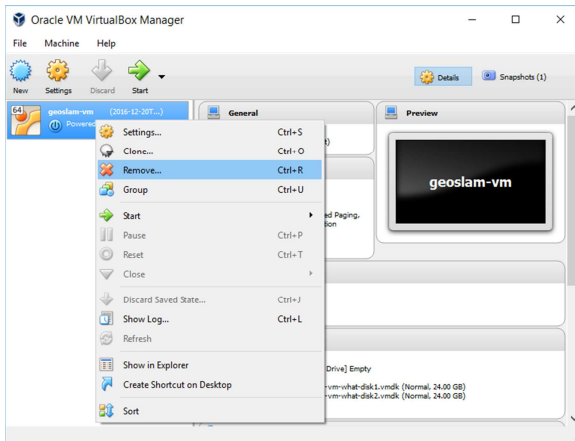 Oracle VM VirtualBox Manager
File Machine Help
New Settings Discard Start
Details Snapshots (1)
64 geoslam-vm (2016-12-20T...)
Powered
General
Preview
geoslam-vm
Settings... Ctrl+S
Clone... Ctrl+O
Remove... Ctrl+R
Group Ctrl+U
Start
ed Paging,
Pause Ctrl+P
Reset Ctrl+T
Close
Discard Saved State... Ctrl+J
Show Log... Ctrl+L
Refresh
Show in Explorer
Drive] Empty
Create Shortcut on Desktop
-vm-what-disk1.vmdk (Normal, 24.00 GB)
-vm-what-disk2.vmdk (Normal, 24.00 GB)
Sort